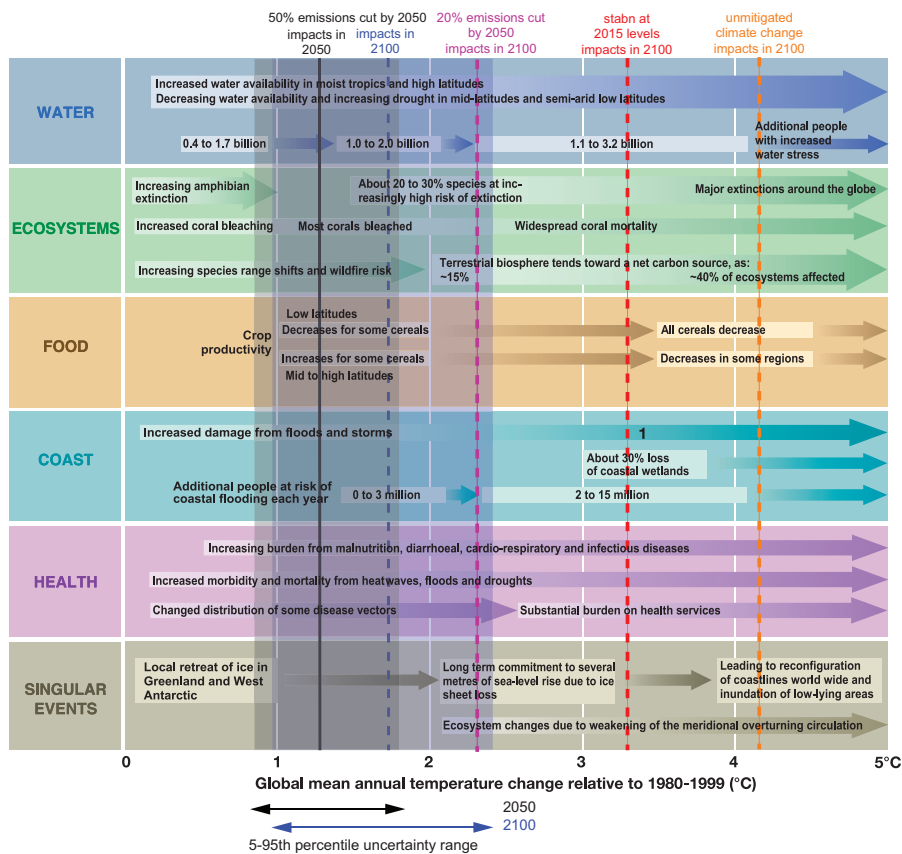 50% emissions cut by 2050
impacts in
2050
impacts
in 2100
20% emissions cut
by 2050
impacts in 2100
stabn at
2015 levels
impacts in 2100
unmitigated
climate change
impacts in 2100
WATER
Increased water availability in moist tropics and high latitudes
Decreasing water availability and increasing drought in mid-latitudes and semi-arid low latitudes
0.4 to 1.7 billion
1.0 to 2.0 billion
1.1 to 3.2 billion
Additional people
with increased
water stress
ECOSYSTEMS
Increasing amphibian
extinction
About 20 to 30% species at inc-
reasingly high risk of extinction
Major extinctions around the globe
Increased coral bleaching
Most corals bleached
Widespread coral mortality
Increasing species range shifts and wildfire risk
Terrestrial biosphere tends toward a net carbon source, as:
~15%
~40% of ecosystems affected
FOOD
Crop
productivity
Low latitudes
Decreases for some cereals
All cereals decrease
Increases for some cereals
Mid to high latitudes
Decreases in some regions
COAST
Increased damage from floods and storms
1
About 30% loss
of coastal wetlands
Additional people at risk of
coastal flooding each year
0 to 3 million
2 to 15 million
HEALTH
Increasing burden from malnutrition, diarrhoeal, cardio-respiratory and infectious diseases
Increased morbidity and mortality from heatwaves, floods and droughts
Changed distribution of some disease vectors
Substantial burden on health services
SINGULAR
EVENTS
Local retreat of ice in
Greenland and West
Antarctic
Long term commitment to several
metres of sea-level rise due to ice
sheet loss
Leading to reconfiguration
of coastlines world wide and
inundation of low-lying areas
Ecosystem changes due to weakening of the meridional overturning circulation
0
1
2
3
4
5°C
Global mean annual temperature change relative to 1980-1999 (°C)
2050
2100
5-95th percentile uncertainty range